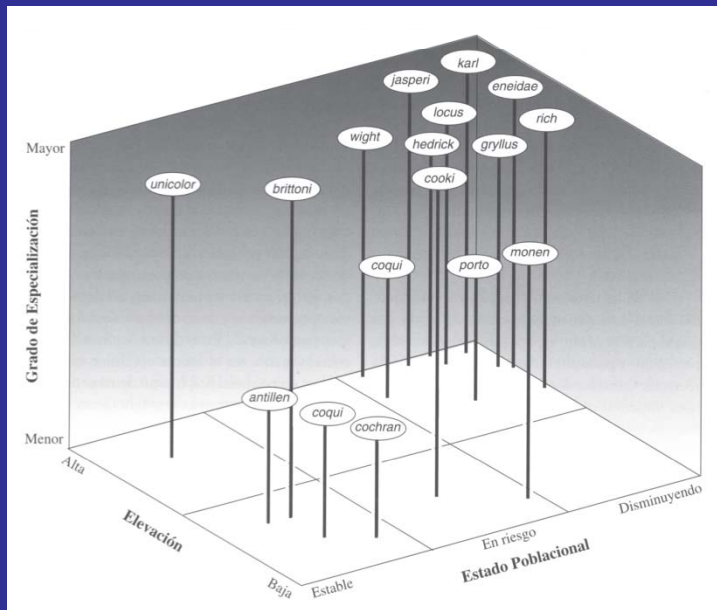 karl
jasperi
eneidae
locus
rich
Mayor
wight
hedrick
gryllus
unicolor
brittoni
cooki
monen
coqui
porto
Grado de Especialización
antillen
coqui
cochran
Menor
Alta
Elevación
Baja
Estable
En riesgo
Disminuyendo
Estado Poblacional